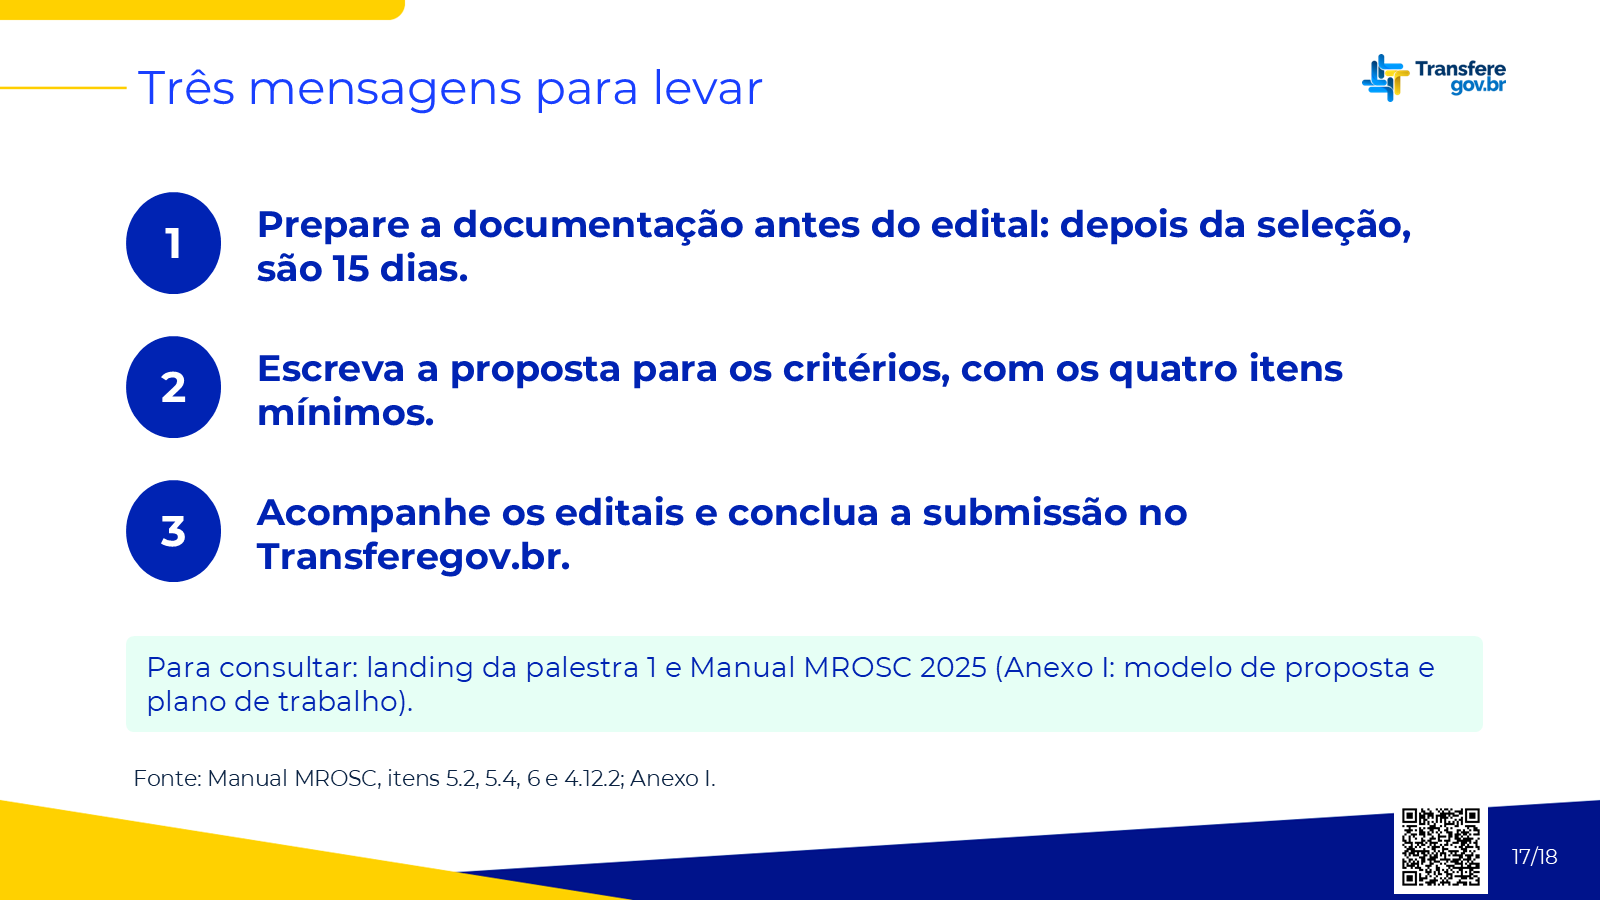 Três mensagens para levar
Transfere
gov.br
1
Prepare a documentação antes do edital: depois da seleção,
são 15 dias.
2
Escreva a proposta para os critérios, com os quatro itens
mínimos.
3
Acompanhe os editais e conclua a submissão no
Transferegov.br.
Para consultar: landing da palestra 1 e Manual MROSC 2025 (Anexo I: modelo de proposta e
plano de trabalho).
Fonte: Manual MROSC, itens 5.2, 5.4, 6 e 4.12.2; Anexo I.
17/18